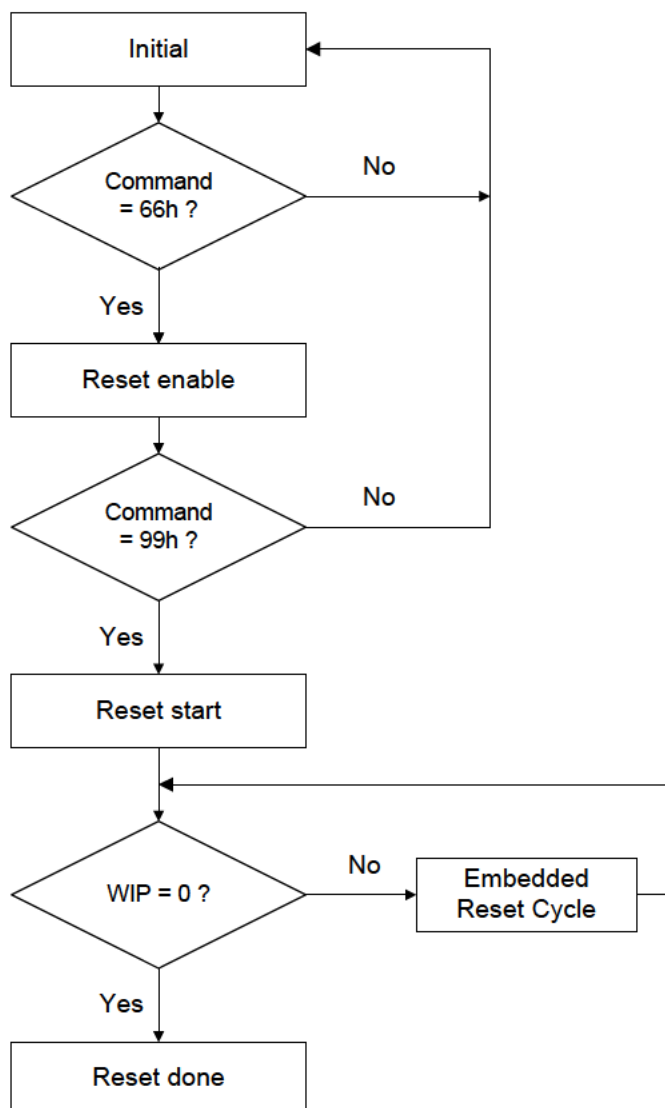 Initial
Command
= 66h ?
No
Yes
Reset enable
Command
= 99h ?
No
Yes
Reset start
WIP = 0 ?
No
Embedded
Reset Cycle
Yes
Reset done